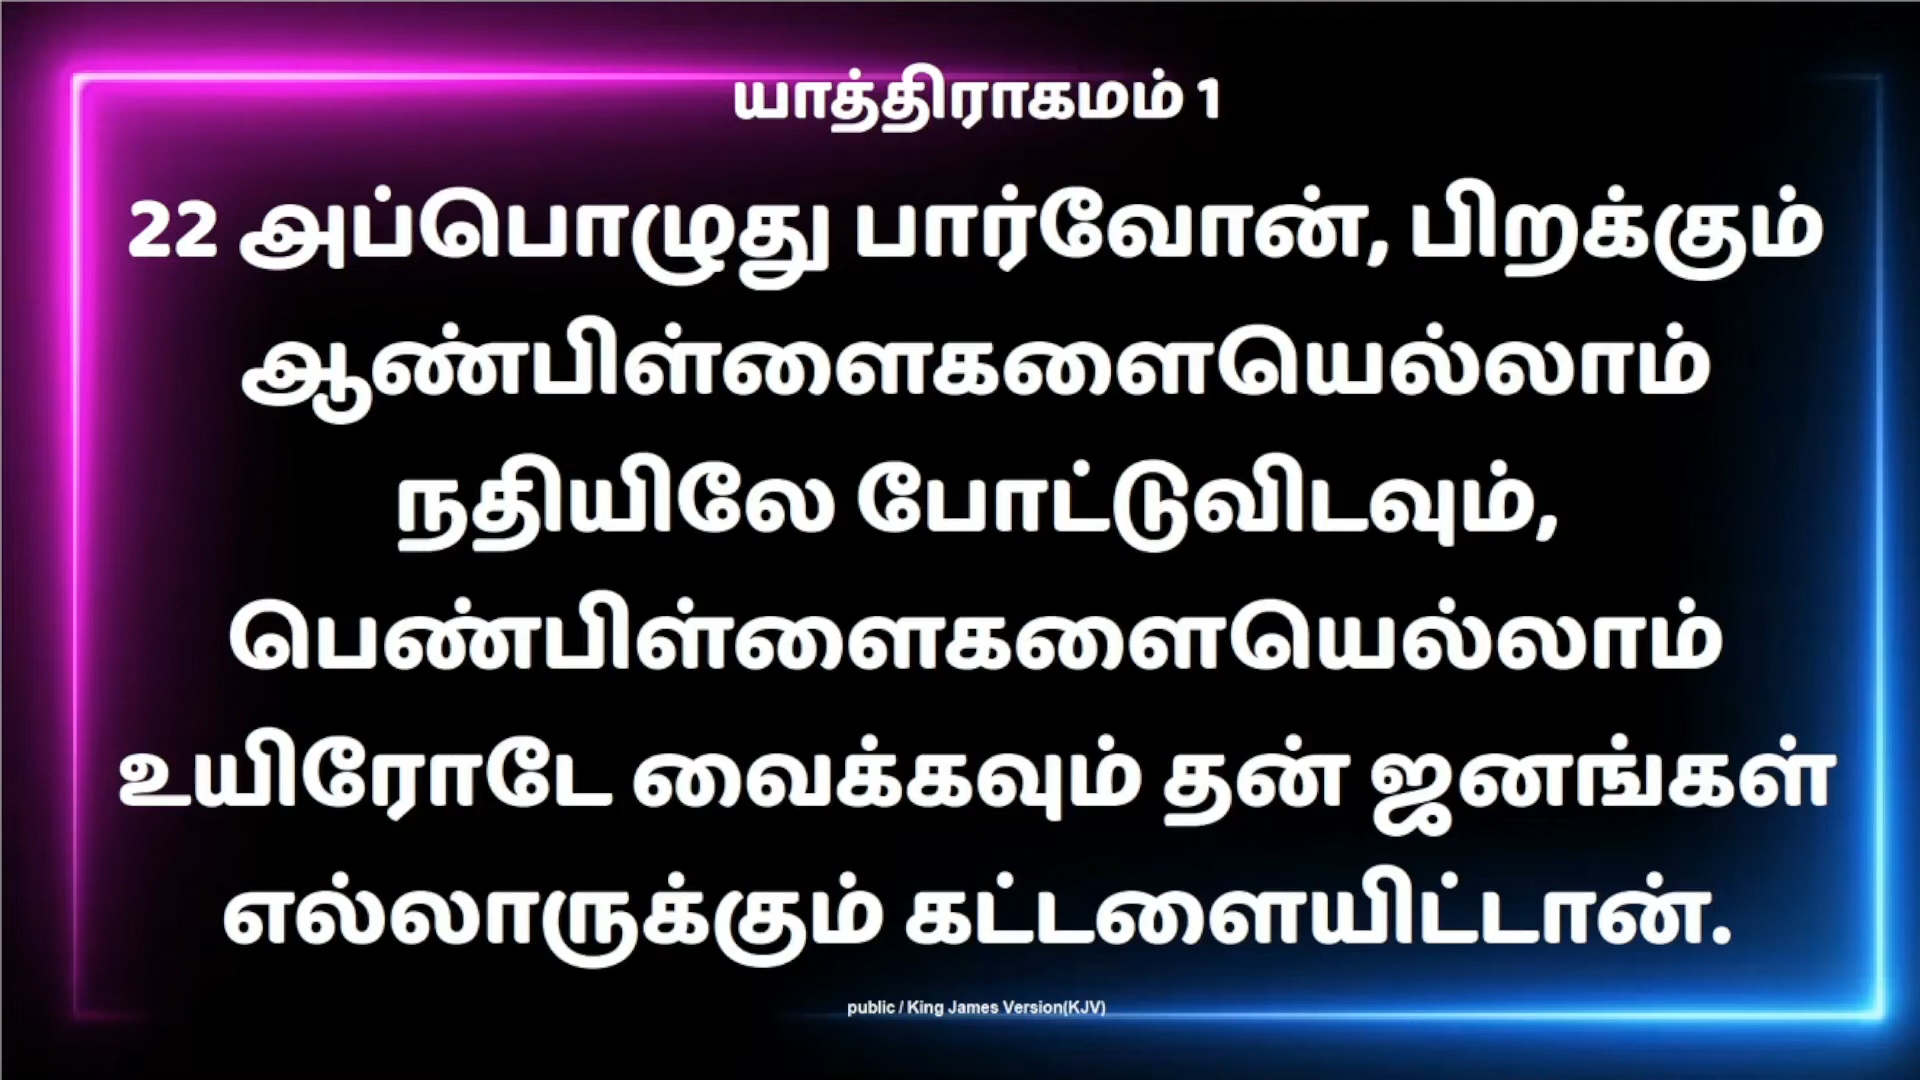 யாத்திராகமம் 1
22 அப்பொழுது பார்வோன், பிறக்கும்
ஆண்பிள்ளைகளையெல்லாம்
நதியிலே போட்டுவிடவும்,
பெண்பிள்ளைகளையெல்லாம்
உயிரோடே வைக்கவும் தன் ஜனங்கள்
எல்லாருக்கும் கட்டளையிட்டான்.
public / King James Version(KJV)